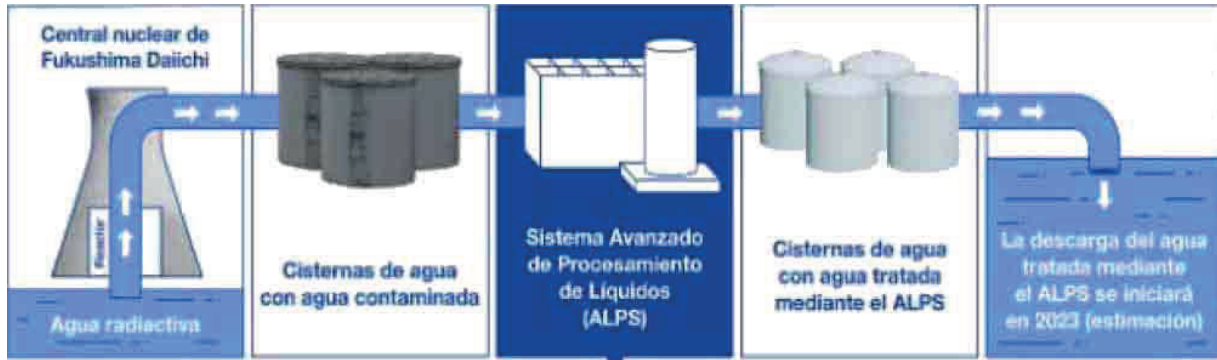 Central nuclear de
Fukushima Daiichi
Reactor
Agua radiactiva
Cisternas de agua
con agua contaminada
Sistema Avanzado
de Procesamiento
de Líquidos
(ALPS)
Cisternas de agua
con agua tratada
mediante el ALPS
La descarga del agua
tratada mediante
el ALPS se iniciará
en 2023 (estimación)